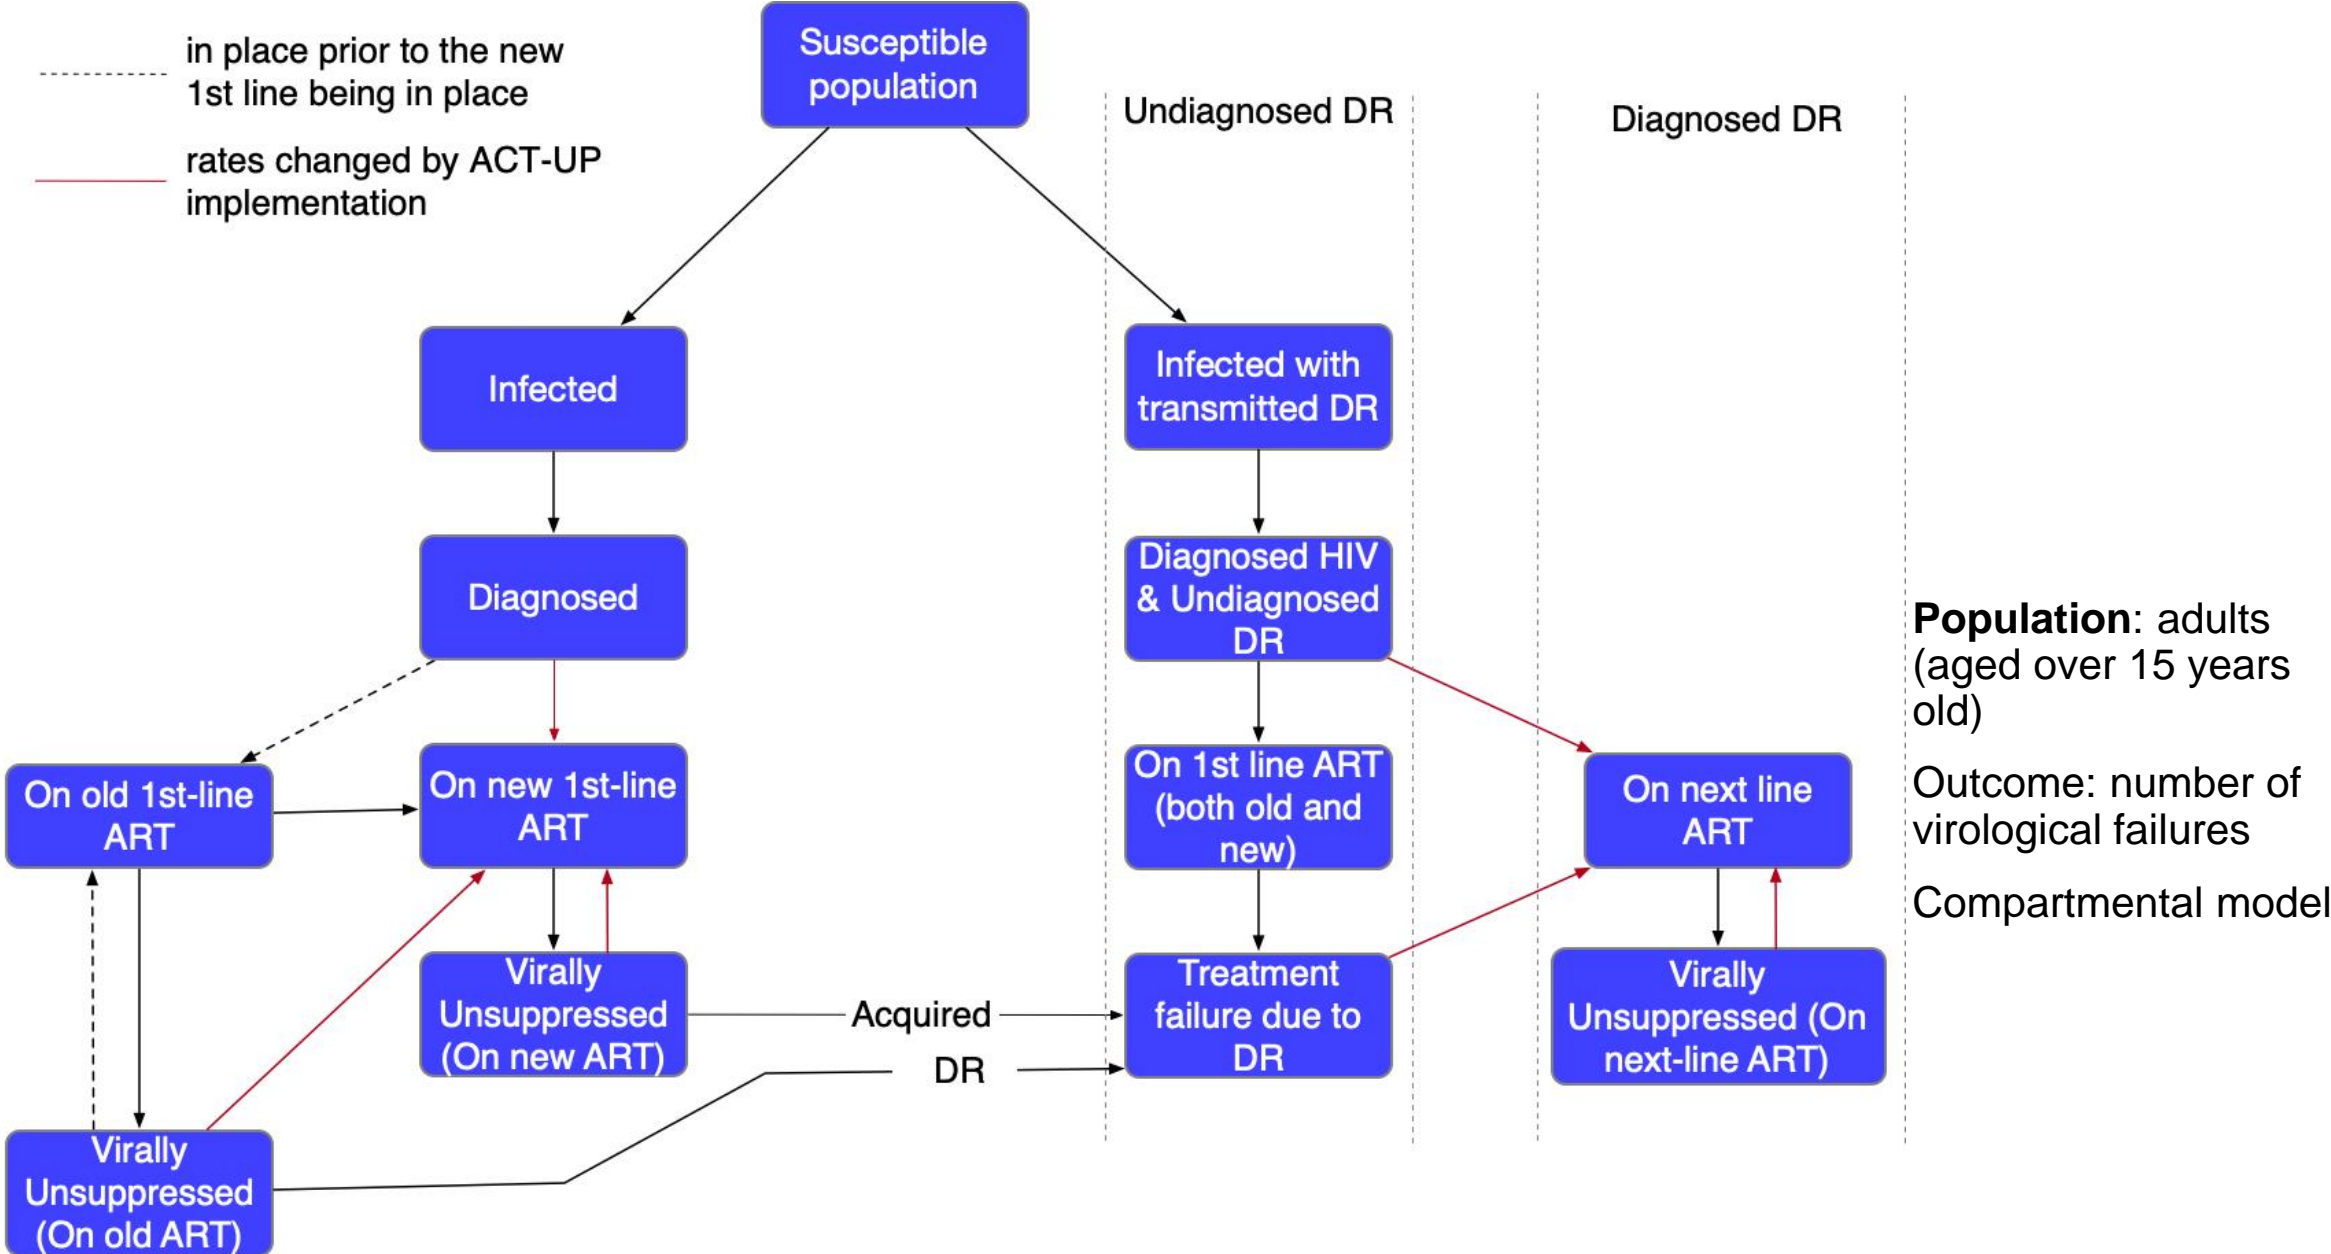 in place prior to the new
1st line being in place
rates changed by ACT-UP
implementation
Susceptible
population
Undiagnosed DR
Diagnosed DR
Infected
Infected with
transmitted DR
Diagnosed
Diagnosed HIV
& Undiagnosed
DR
On old 1st-line
ART
On new 1st-line
ART
On 1st line ART
(both old and
new)
On next line
ART
Virally
Unsuppressed
(On new ART)
Acquired
DR
Treatment
failure due to
DR
Virally
Unsuppressed (On
next-line ART)
Virally
Unsuppressed
(On old ART)
Population: adults
(aged over 15 years
old)
Outcome: number of
virological failures
Compartmental model